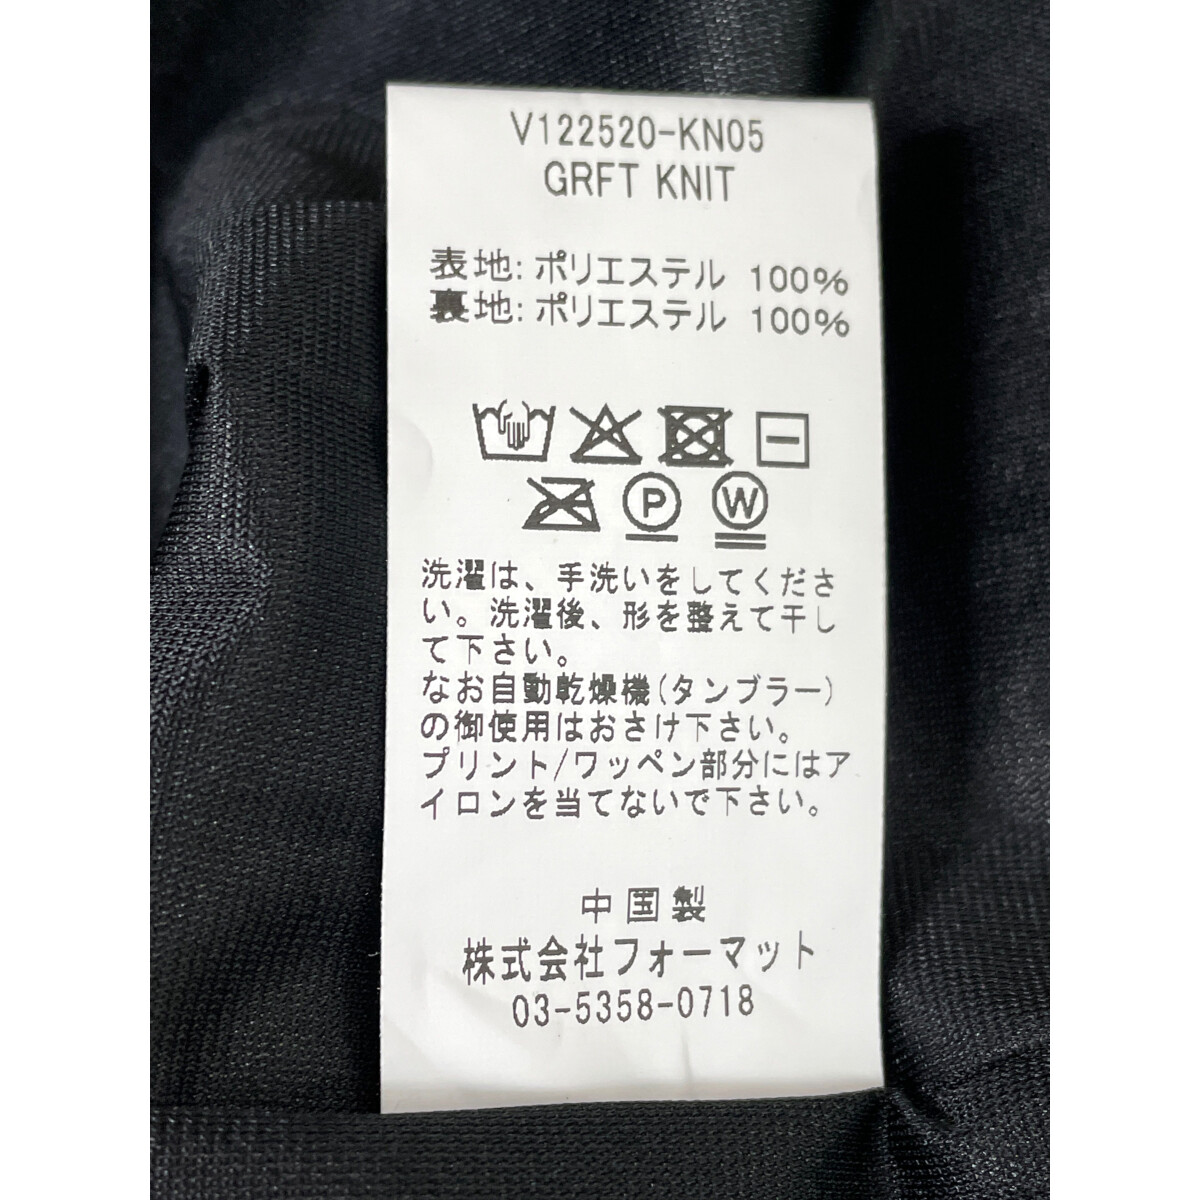 V122520-KN05
GRFT KNIT
表地: ポリエステル 100%
裏地: ポリエステル 100%
P W
洗濯は、手洗いをしてくださ
い。洗濯後、形を整えて干し
て下さい。
なお自動乾燥機(タンブラー)
の御使用はおさけ下さい。
プリント/ワッペン部分にはア
イロンを当てないで下さい。
中国製
株式会社フォーマット
03-5358-0718